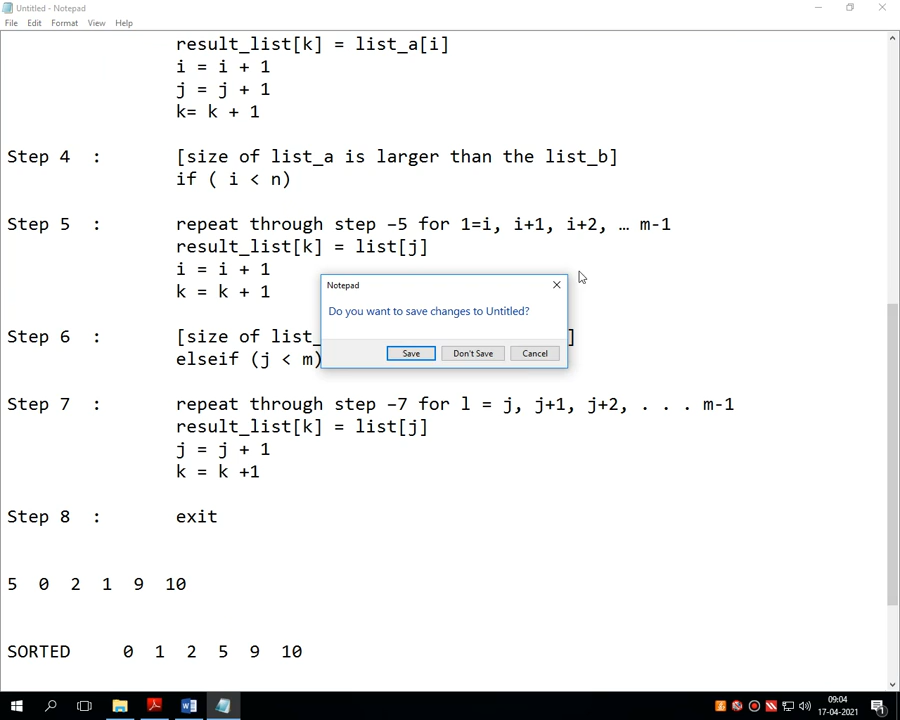 Untitled - Notepad
File Edit Format View Help
result_list[k] = list_a[i]
i = i + 1
j = j + 1
k= k + 1
Step 4 : [size of list_a is larger than the list_b]
if ( i < n)
Step 5 : repeat through step –5 for 1=i, i+1, i+2, … m-1
result_list[k] = list[j]
i = i + 1
k = k + 1
Notepad
Do you want to save changes to Untitled?
Save Don't Save Cancel
Step 6 : [size of list_ ]
elseif (j < m)
Step 7 : repeat through step –7 for l = j, j+1, j+2, . . . m-1
result_list[k] = list[j]
j = j + 1
k = k +1
Step 8 : exit
5 0 2 1 9 10
SORTED 0 1 2 5 9 10
09:04
17-04-2021